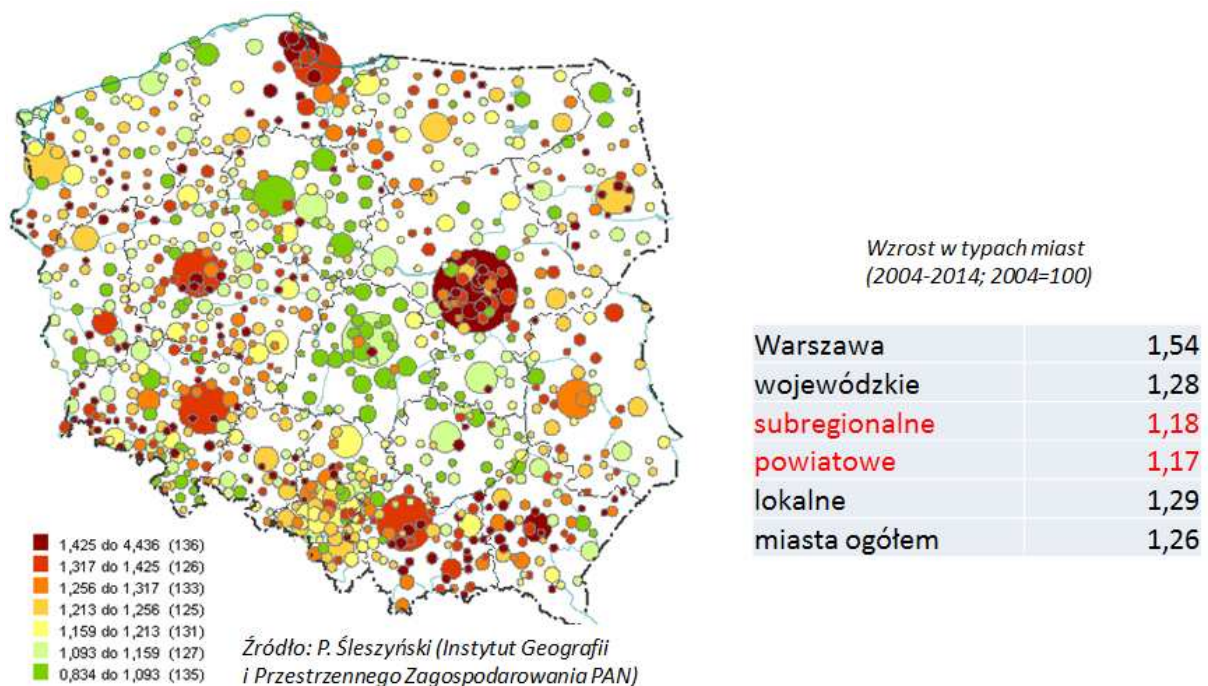 Wzrost w typach miast
(2004-2014; 2004=100)
Warszawa 1,54
wojewódzkie 1,28
subregionalne 1,18
powiatowe 1,17
lokalne 1,29
miasta ogółem 1,26
1,425 do 4,436 (136)
1,317 do 1,425 (126)
1,256 do 1,317 (133)
1,213 do 1,256 (125)
1,159 do 1,213 (131)
1,093 do 1,159 (127)
0,834 do 1,093 (135)
Źródło: P. Śleszyński (Instytut Geografii
i Przestrzennego Zagospodarowania PAN)